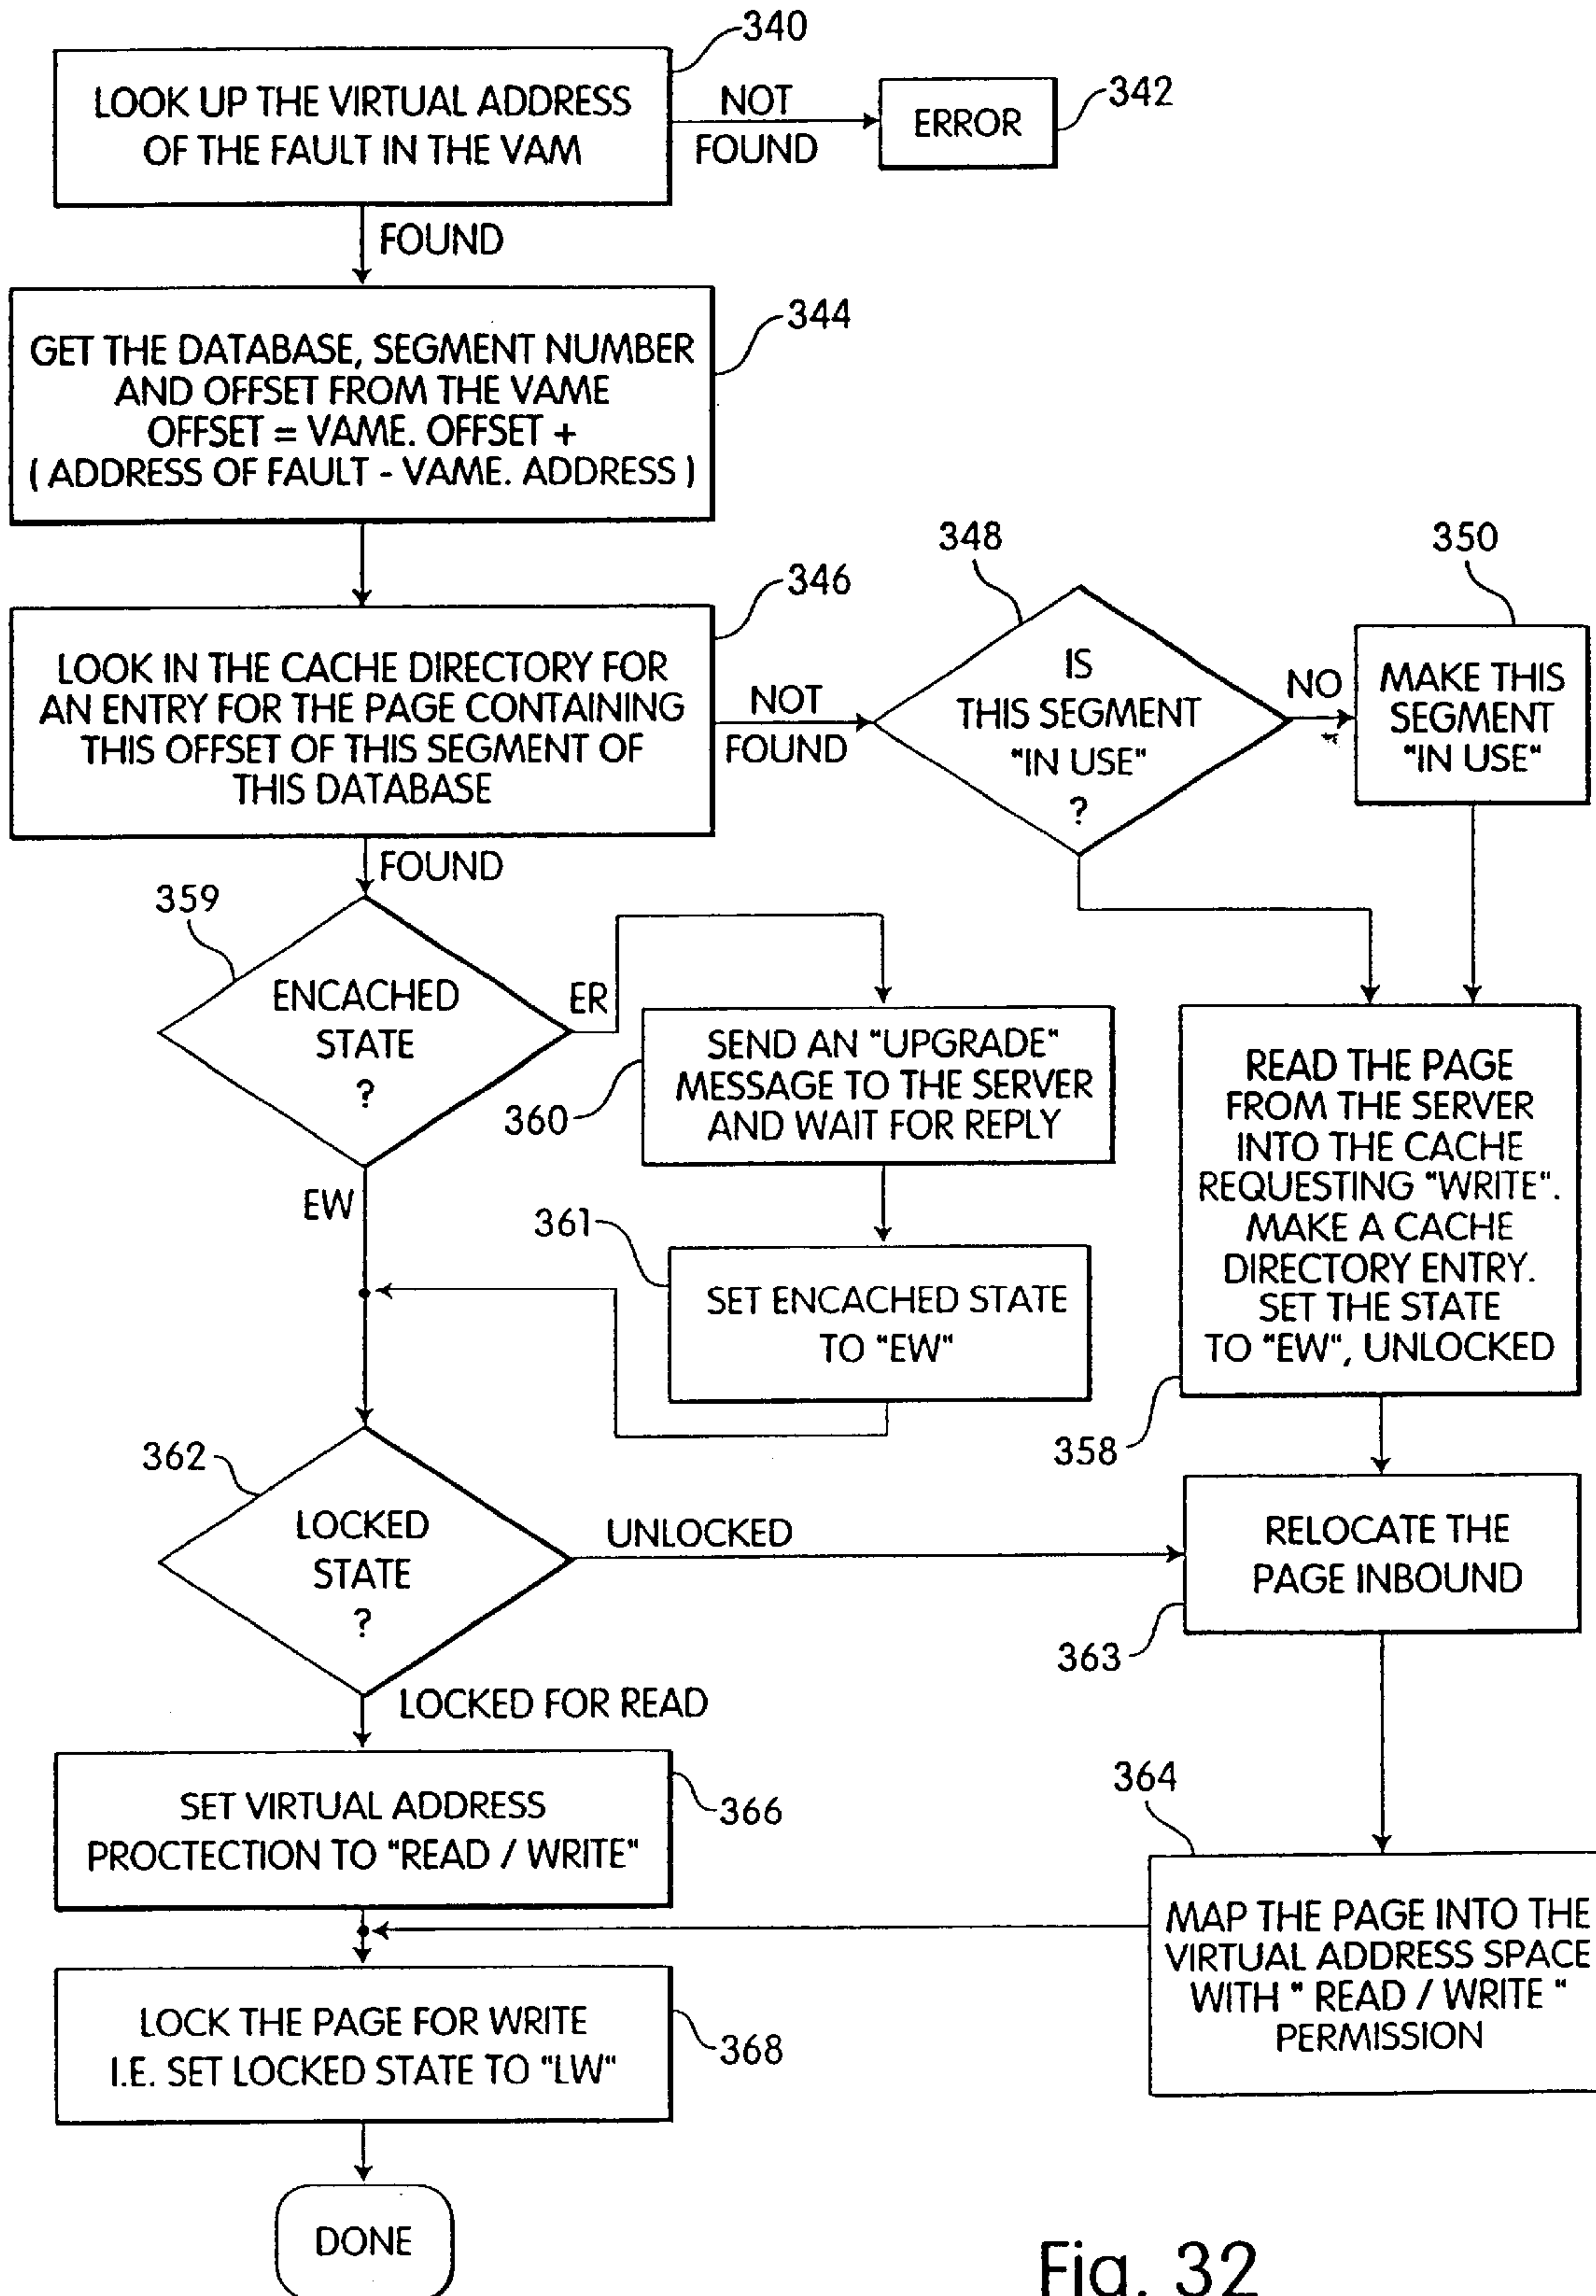 340
LOOK UP THE VIRTUAL ADDRESS
OF THE FAULT IN THE VAM
NOT
FOUND
ERROR
342
FOUND
344
GET THE DATABASE, SEGMENT NUMBER
AND OFFSET FROM THE VAME
OFFSET = VAME. OFFSET +
( ADDRESS OF FAULT - VAME. ADDRESS )
346
LOOK IN THE CACHE DIRECTORY FOR
AN ENTRY FOR THE PAGE CONTAINING
THIS OFFSET OF THIS SEGMENT OF
THIS DATABASE
NOT
FOUND
348
IS
THIS SEGMENT
"IN USE"
?
NO
350
MAKE THIS
SEGMENT
"IN USE"
FOUND
359
ENCACHED
STATE
?
ER
SEND AN "UPGRADE"
MESSAGE TO THE SERVER
AND WAIT FOR REPLY
360
READ THE PAGE
FROM THE SERVER
INTO THE CACHE
REQUESTING "WRITE".
MAKE A CACHE
DIRECTORY ENTRY.
SET THE STATE
TO "EW", UNLOCKED
358
EW
361
SET ENCACHED STATE
TO "EW"
362
LOCKED
STATE
?
UNLOCKED
RELOCATE THE
PAGE INBOUND
363
LOCKED FOR READ
SET VIRTUAL ADDRESS
PROCTECTION TO "READ / WRITE"
366
364
MAP THE PAGE INTO THE
VIRTUAL ADDRESS SPACE
WITH " READ / WRITE "
PERMISSION
LOCK THE PAGE FOR WRITE
I.E. SET LOCKED STATE TO "LW"
368
DONE
Fig. 32